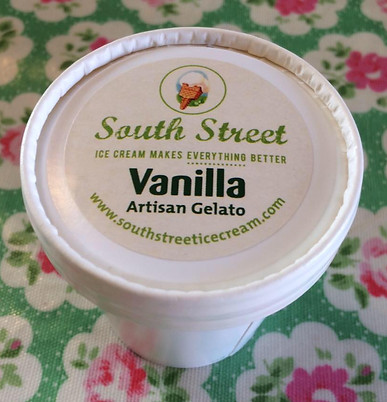 South Street
ICE CREAM MAKES EVERYTHING BETTER
Vanilla
Artisan Gelato
www.southstreeticecream.com